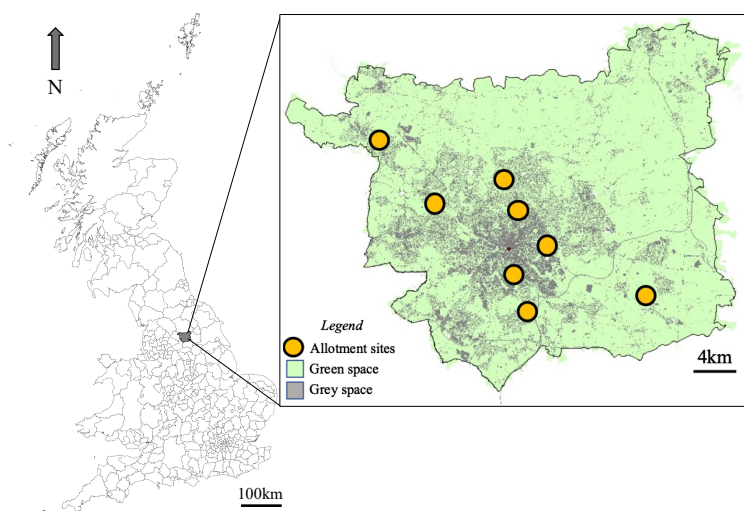 N
Legend
Allotment sites
Green space
Grey space
4km
100km